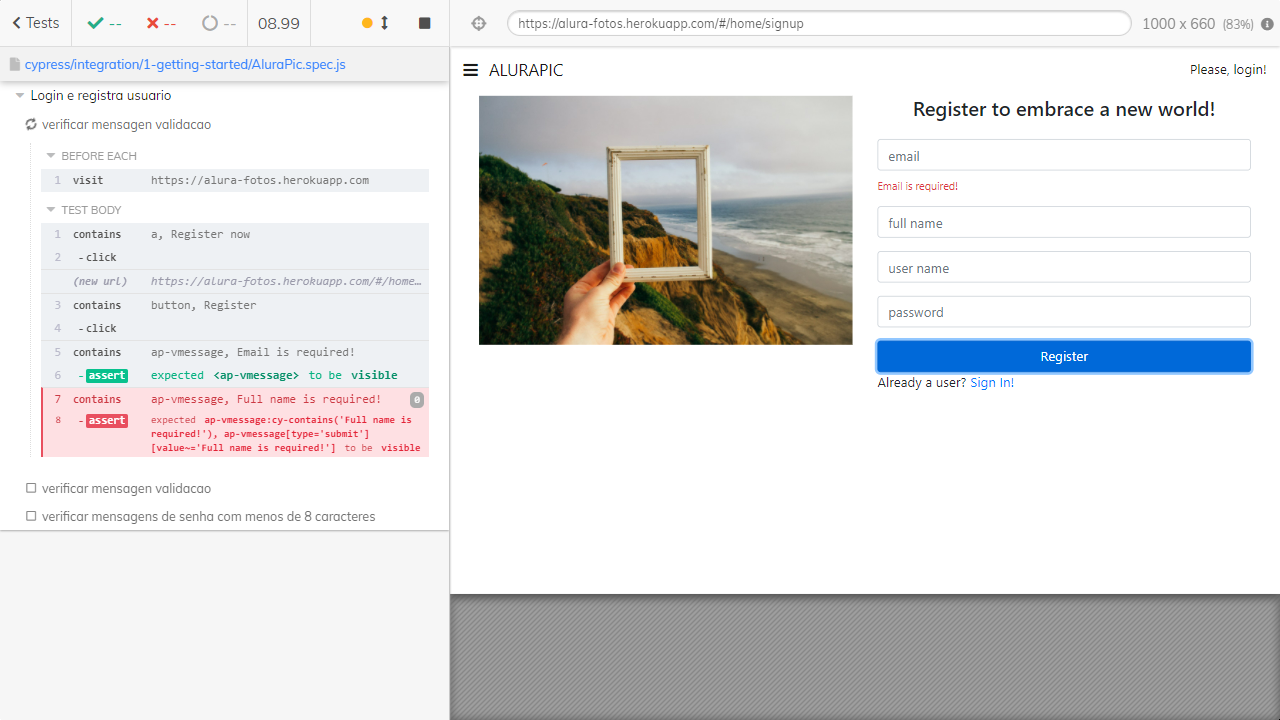 Tests
--
--
--
08.99
https://alura-fotos.herokuapp.com/#/home/signup
1000 x 660 (83%)
cypress/integration/1-getting-started/AluraPic.spec.js
Login e registra usuario
verificar mensagen validacao
BEFORE EACH
1 visit https://alura-fotos.herokuapp.com
TEST BODY
1 contains a, Register now
2 -click
(new url) https://alura-fotos.herokuapp.com/#/home…
3 contains button, Register
4 -click
5 contains ap-vmessage, Email is required!
6 -assert expected <ap-vmessage> to be visible
7 contains ap-vmessage, Full name is required! 0
8 -assert expected ap-vmessage:cy-contains('Full name is
required!'), ap-vmessage[type='submit']
[value~='Full name is required!'] to be visible
verificar mensagen validacao
verificar mensagens de senha com menos de 8 caracteres
ALURAPIC
Please, login!
Register to embrace a new world!
email
Email is required!
full name
user name
password
Register
Already a user? Sign In!